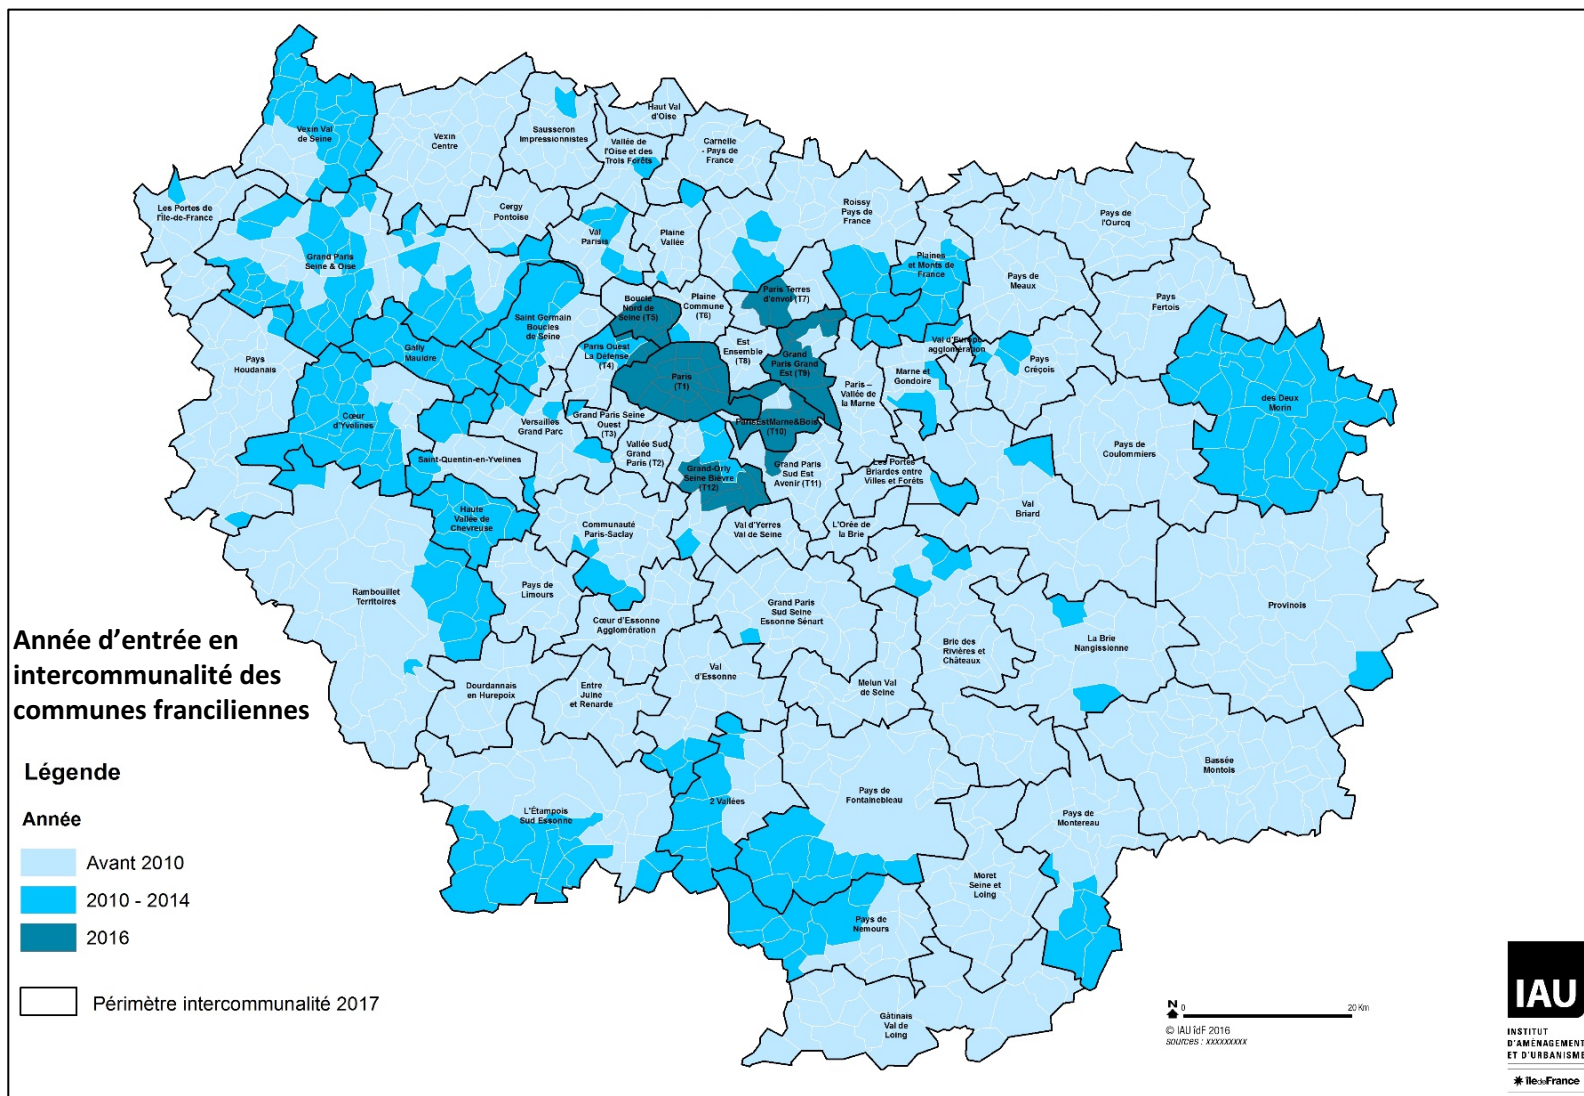 Haut Val
d'Oise
Vexin Val
de Seine
Vexin
Centre
Sausseron
Impressionnistes
Vallée de
l'Oise et des
Trois Forêts
Carnelle
- Pays de
France
Les Portes de
l'Île-de-France
Cergy
Pontoise
Roissy
Pays de
France
Pays de
l'Ourcq
Val
Parisis
Plaine
Vallée
Grand Paris
Seine & Oise
Plaines
et Monts de
France
Pays de
Meaux
Pays
Fertois
Paris Terres
d'envol (T7)
Boucle
Nord de
Seine (T5)
Plaine
Commune
(T6)
Saint Germain
Boucles
de Seine
Gally
Mauldre
Paris Ouest
La Défense
(T4)
Est
Ensemble
(T8)
Grand
Paris Grand
Est (T9)
Val d'Europe
agglomération
Pays
Houdanais
Pays
Créçois
Paris
(T1)
Paris –
Vallée de
la Marne
Marne et
Gondoire
des Deux
Morin
Cœur
d'Yvelines
Versailles
Grand Parc
Grand Paris Seine
Ouest
(T3)
ParisEstMarne&Bois
(T10)
Pays de
Coulommiers
Saint-Quentin-en-Yvelines
Vallée Sud
Grand
Paris (T2)
Grand-Orly
Seine Bièvre
(T12)
Grand Paris
Sud Est
Avenir (T11)
Les Portes
Briardes entre
Villes et Forêts
Val
Briard
Haute
Vallée de
Chevreuse
Communauté
Paris-Saclay
Val d'Yerres
Val de Seine
L'Orée de
la Brie
Rambouillet
Territoires
Pays de
Limours
Grand Paris
Sud Seine
Essonne Sénart
Provinois
Cœur d'Essonne
Agglomération
Brie des
Rivières et
Châteaux
La Brie
Nangissienne
Année d'entrée en
intercommunalité des
communes franciliennes
Dourdannais
en Hurepoix
Entre
Juine
et Renarde
Val
d'Essonne
Melun Val
de Seine
Bassée
Montois
Légende
Année
Avant 2010
2010 - 2014
2016
Périmètre intercommunalité 2017
L'Étampois
Sud Essonne
2 Vallées
Pays de
Fontainebleau
Pays de
Montereau
Moret
Seine et
Loing
Pays de
Nemours
Gâtinais
Val de
Loing
N
0
20 Km
© IAU îdF 2016
sources : xxxxxxxxx
IAU
INSTITUT
D'AMÉNAGEMENT
ET D'URBANISME
îledeFrance